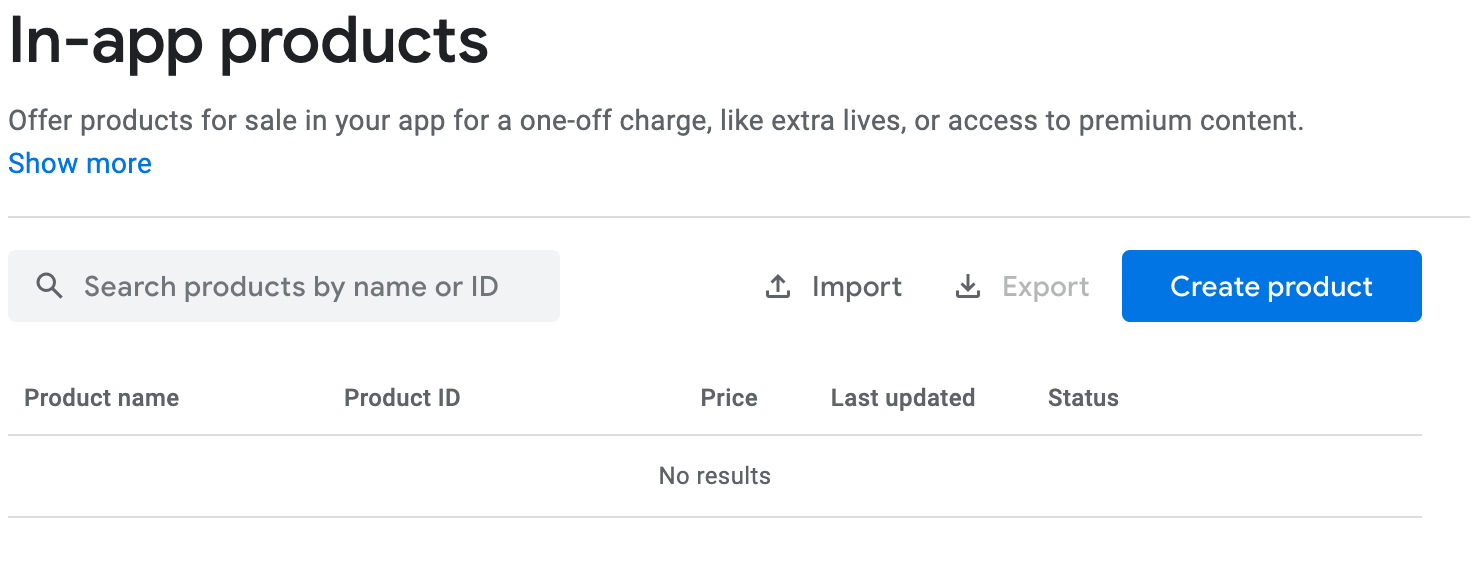 In-app products
Offer products for sale in your app for a one-off charge, like extra lives, or access to premium content.
Show more
Search products by name or ID
Import
Export
Create product
Product name
Product ID
Price
Last updated
Status
No results